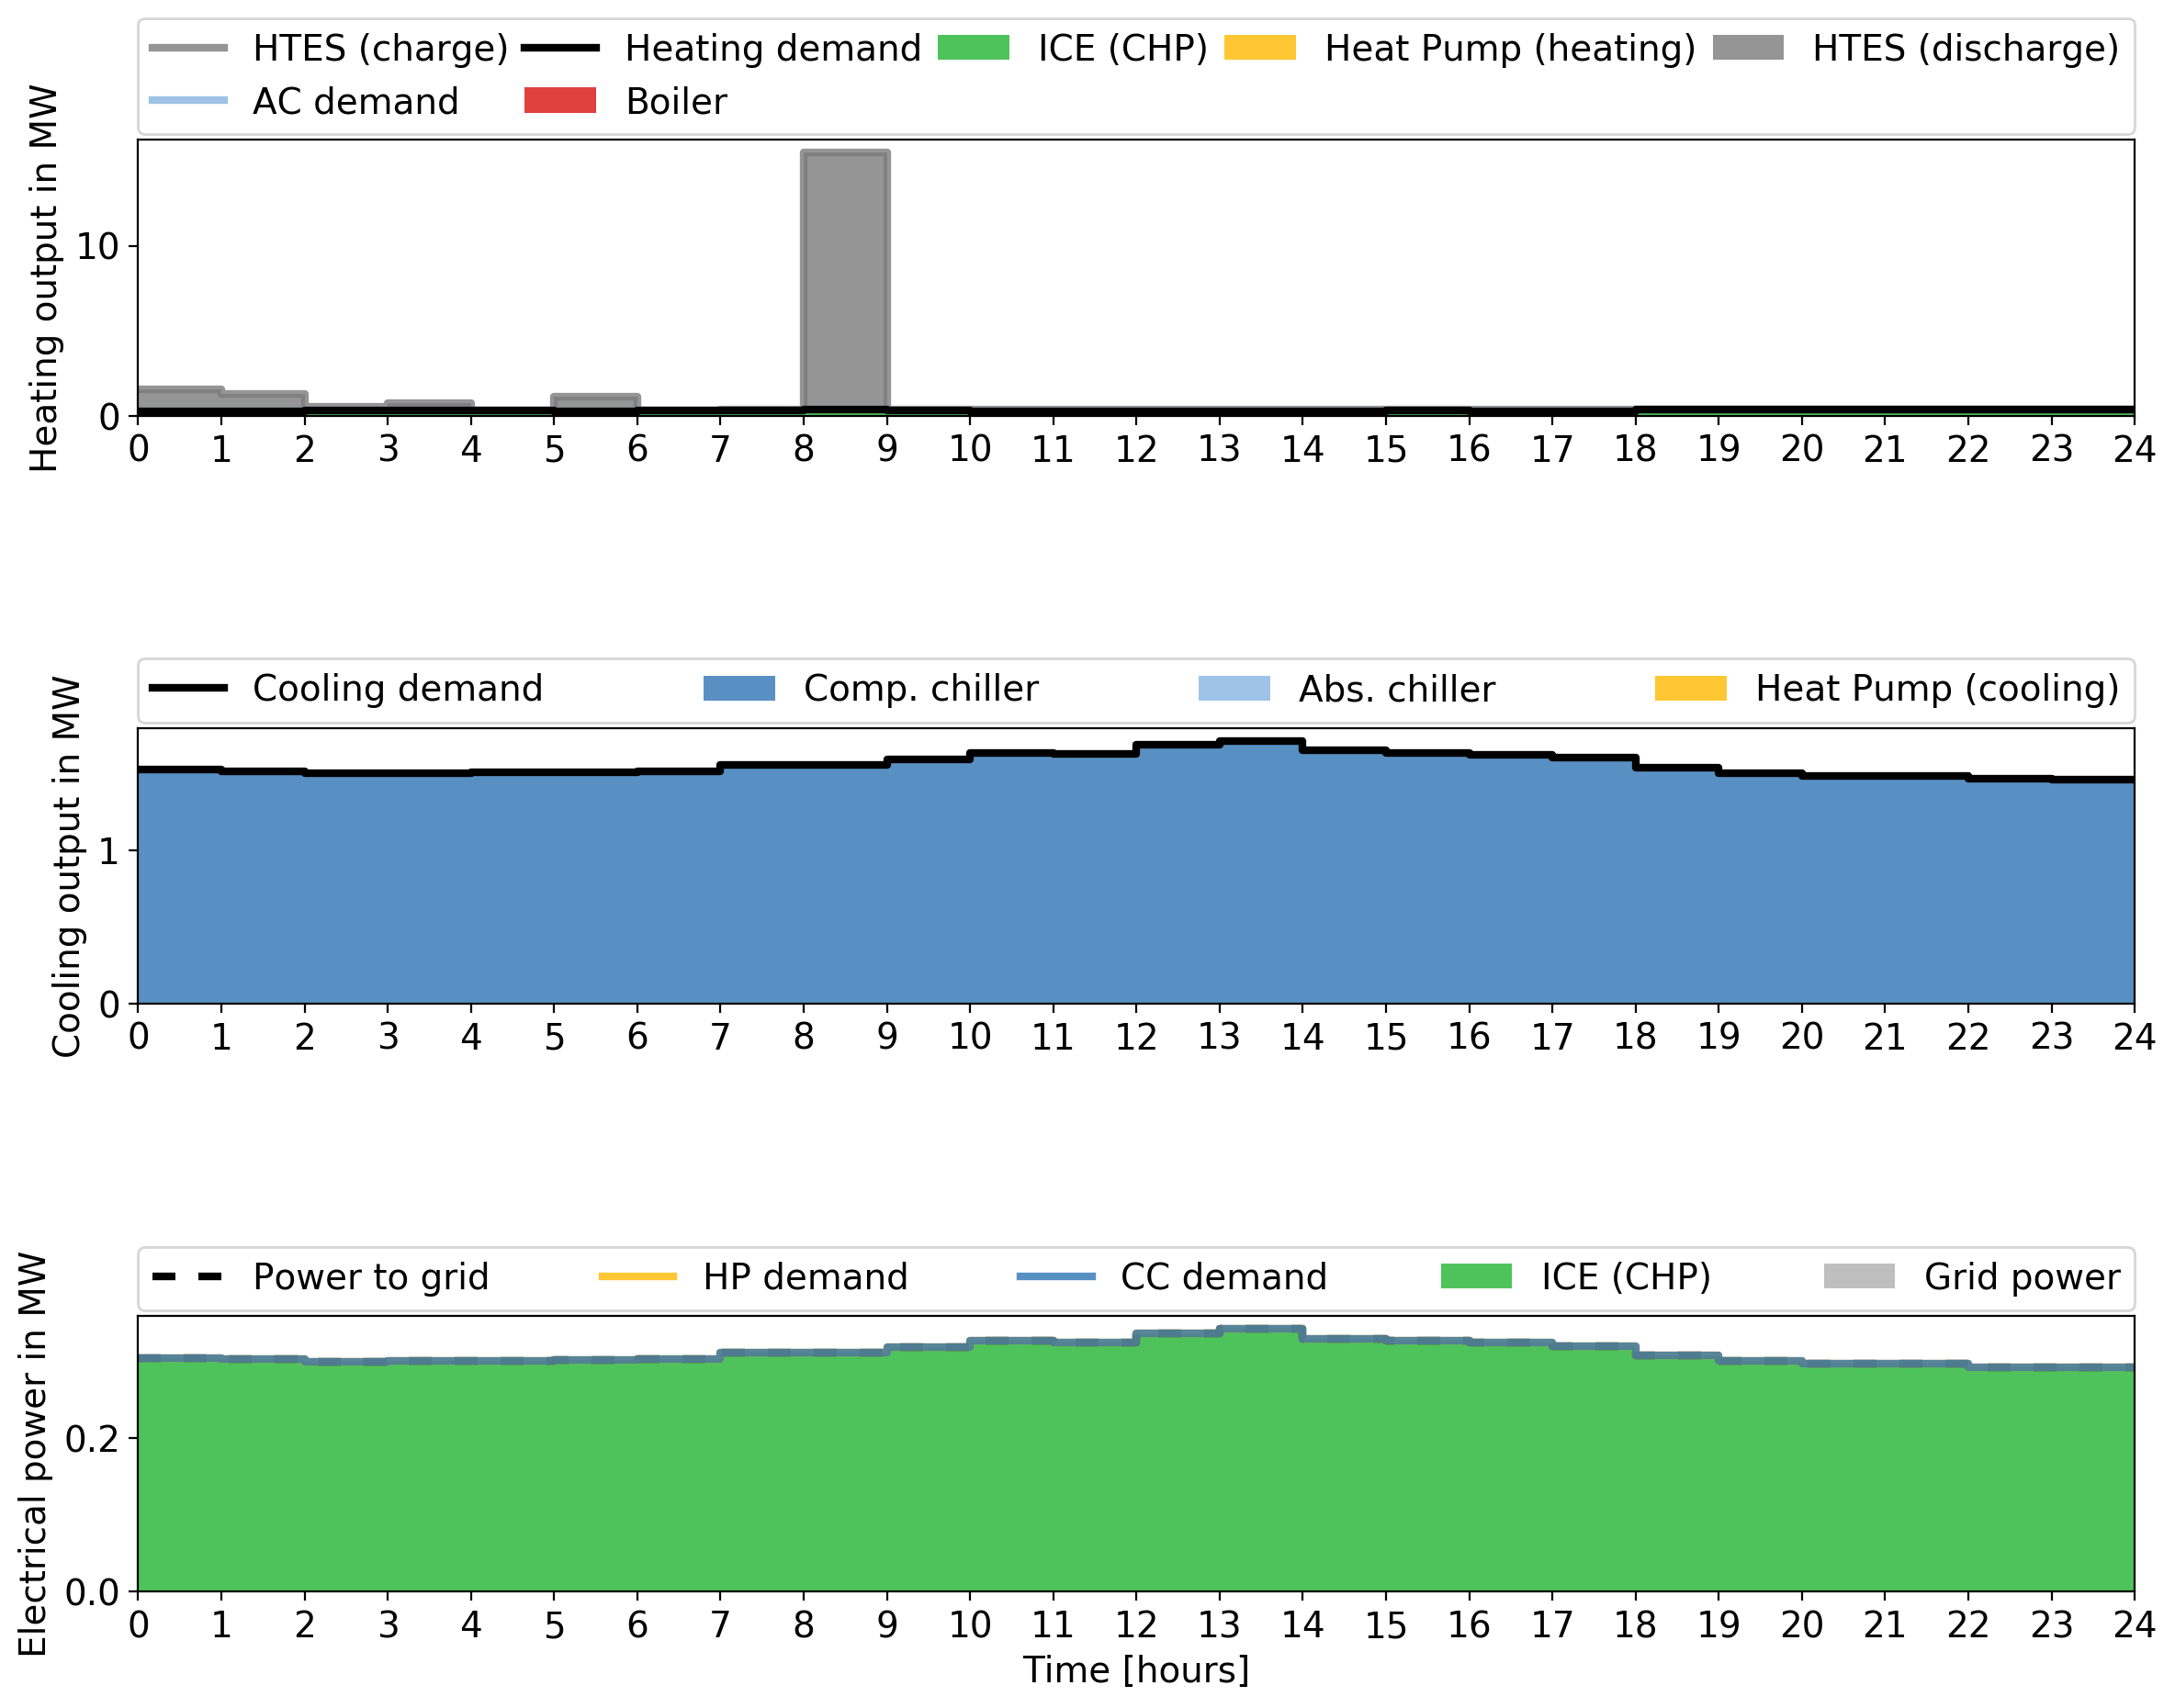 HTES (charge) Heating demand ICE (CHP) Heat Pump (heating) HTES (discharge)
AC demand Boiler
Heating output in MW
10
0
0 1 2 3 4 5 6 7 8 9 10 11 12 13 14 15 16 17 18 19 20 21 22 23 24
Cooling demand Comp. chiller Abs. chiller Heat Pump (cooling)
Cooling output in MW
1
0
0 1 2 3 4 5 6 7 8 9 10 11 12 13 14 15 16 17 18 19 20 21 22 23 24
Power to grid HP demand CC demand ICE (CHP) Grid power
Electrical power in MW
0.2
0.0
0 1 2 3 4 5 6 7 8 9 10 11 12 13 14 15 16 17 18 19 20 21 22 23 24
Time [hours]